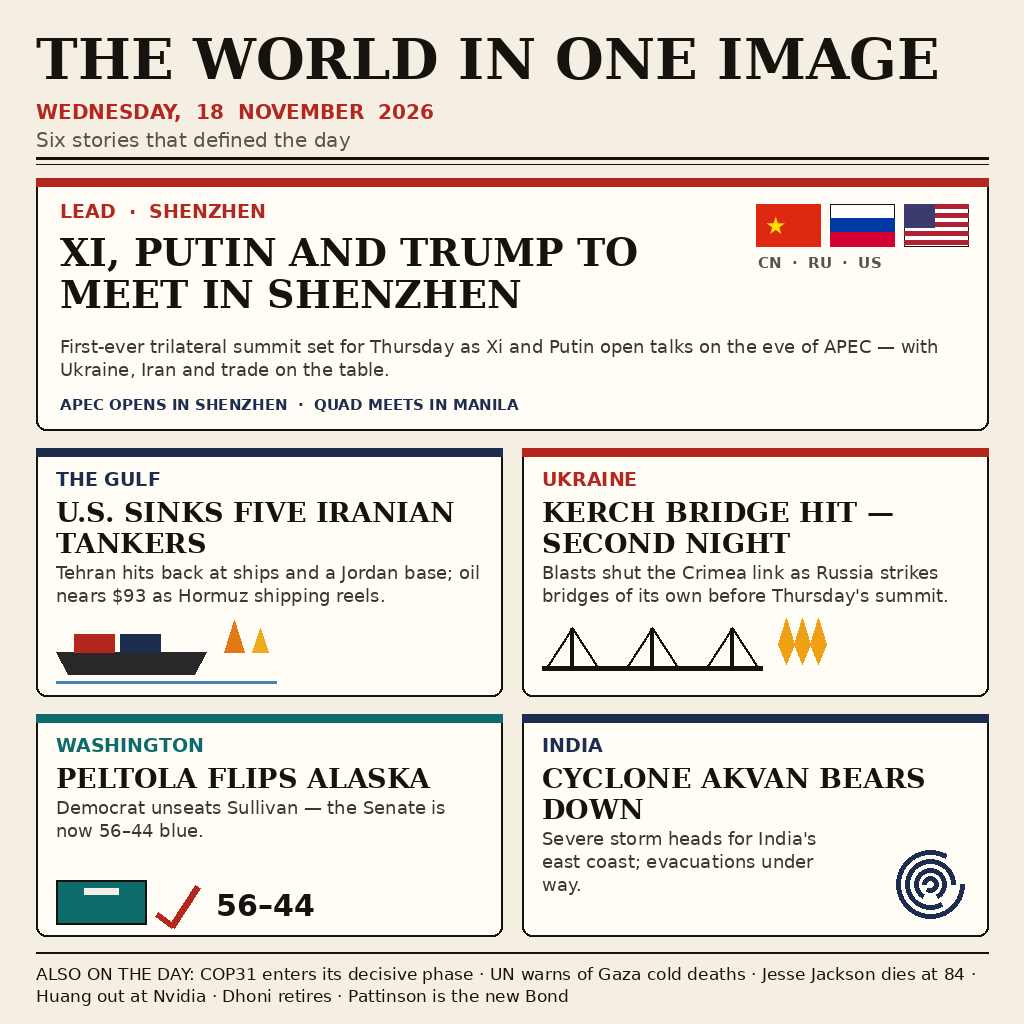 THE WORLD IN ONE IMAGE
WEDNESDAY, 18 NOVEMBER 2026
Six stories that defined the day
LEAD · SHENZHEN
XI, PUTIN AND TRUMP TO
MEET IN SHENZHEN
CN · RU · US
First-ever trilateral summit set for Thursday as Xi and Putin open talks on the eve of APEC — with
Ukraine, Iran and trade on the table.
APEC OPENS IN SHENZHEN · QUAD MEETS IN MANILA
THE GULF
U.S. SINKS FIVE IRANIAN
TANKERS
Tehran hits back at ships and a Jordan base; oil
nears $93 as Hormuz shipping reels.
UKRAINE
KERCH BRIDGE HIT —
SECOND NIGHT
Blasts shut the Crimea link as Russia strikes
bridges of its own before Thursday's summit.
WASHINGTON
PELTOLA FLIPS ALASKA
Democrat unseats Sullivan — the Senate is
now 56–44 blue.
56–44
INDIA
CYCLONE AKVAN BEARS
DOWN
Severe storm heads for India's
east coast; evacuations under
way.
ALSO ON THE DAY: COP31 enters its decisive phase · UN warns of Gaza cold deaths · Jesse Jackson dies at 84 ·
Huang out at Nvidia · Dhoni retires · Pattinson is the new Bond